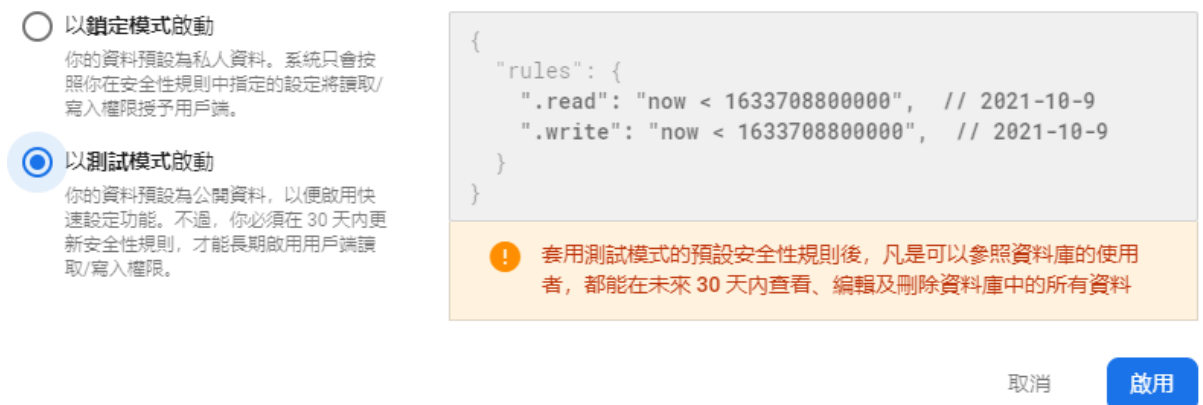 以鎖定模式啟動
你的資料預設為私人資料。系統只會按
照你在安全性規則中指定的設定將讀取/
寫入權限授予用戶端。
以測試模式啟動
你的資料預設為公開資料，以便啟用快
速設定功能。不過，你必須在 30 天內更
新安全性規則，才能長期啟用用戶端讀
取/寫入權限。
{
  "rules": {
    ".read": "now < 1633708800000",  // 2021-10-9
    ".write": "now < 1633708800000",  // 2021-10-9
  }
}
套用測試模式的預設安全性規則後，凡是可以參照資料庫的使用
者，都能在未來 30 天內查看、編輯及刪除資料庫中的所有資料
取消
啟用